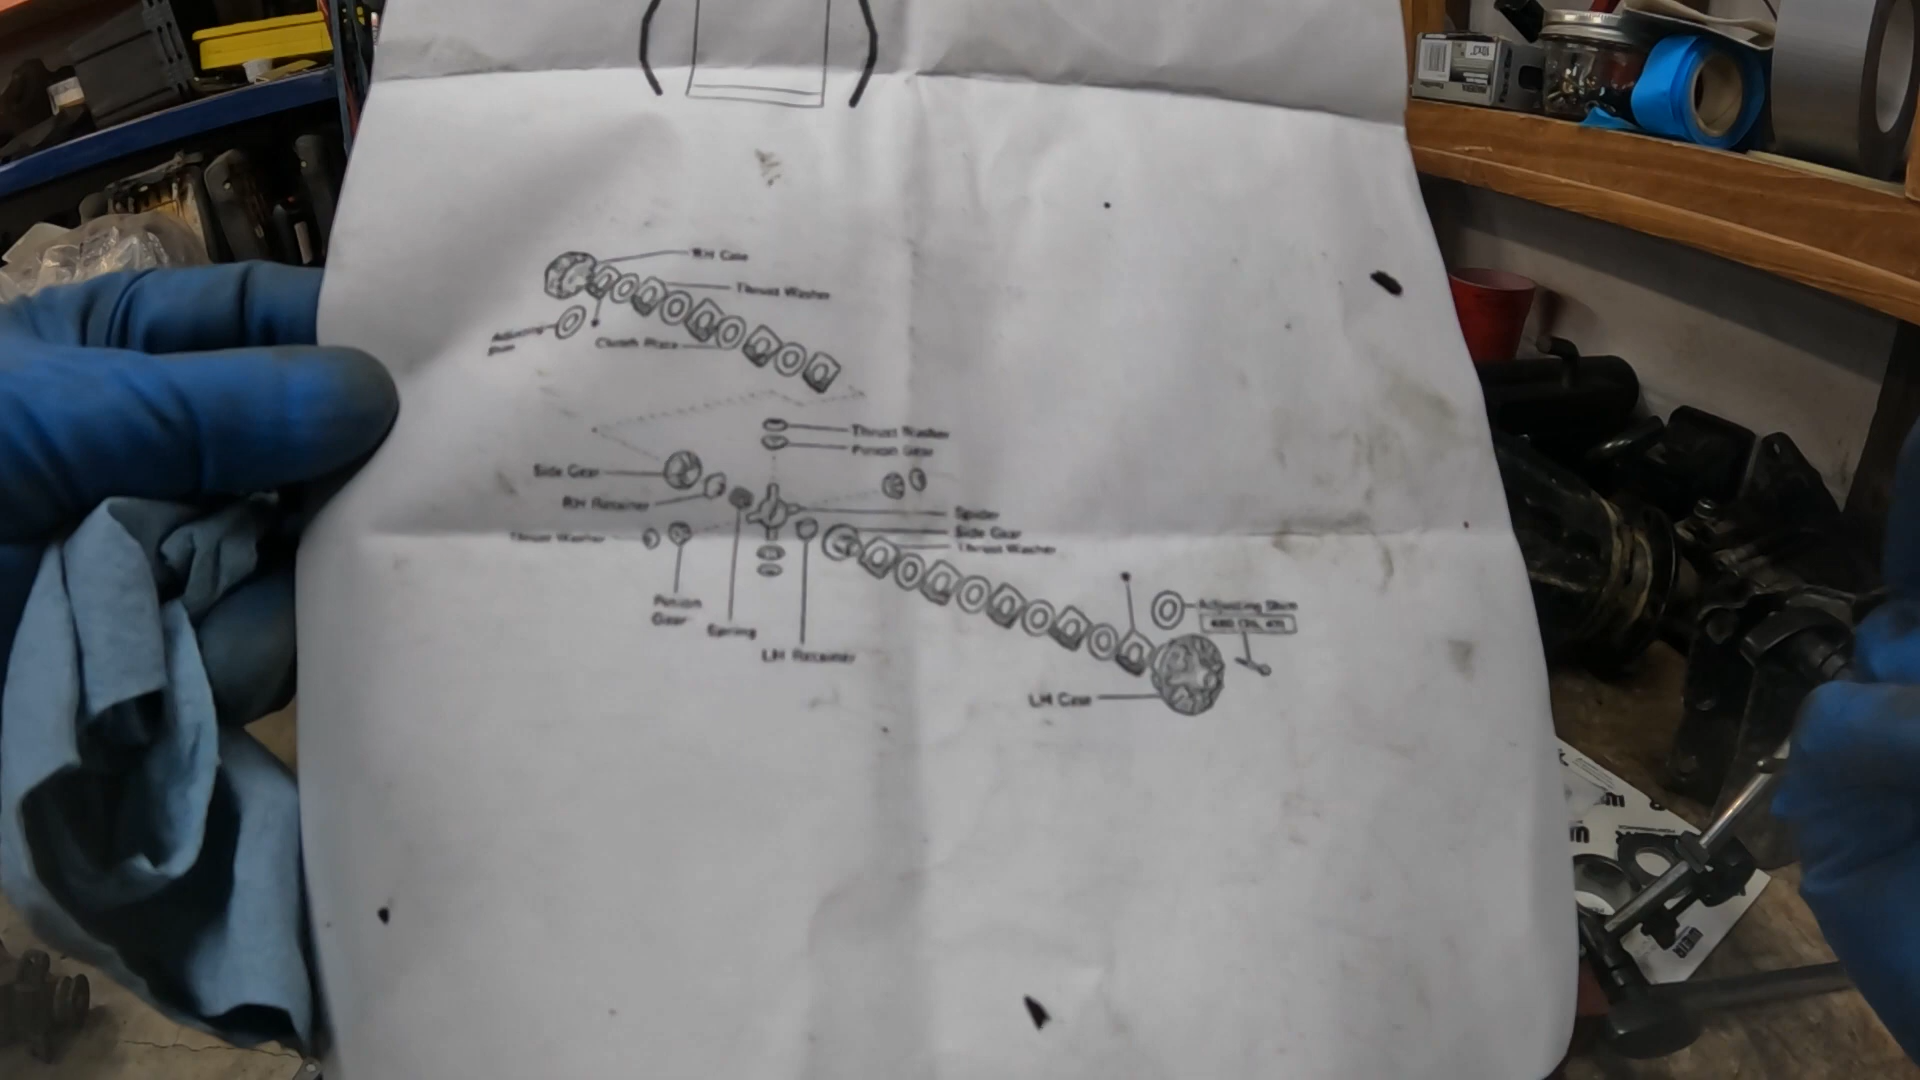 RH Case
Thrust Washer
Adjusting
Shim
Clutch Plate
Thrust Washer
Pinion Gear
Side Gear
RH Retainer
Spider
Side Gear
Thrust Washer
Thrust Washer
Pinion
Gear
Spring
LH Retainer
Adjusting Shim
LH Case
WEIR